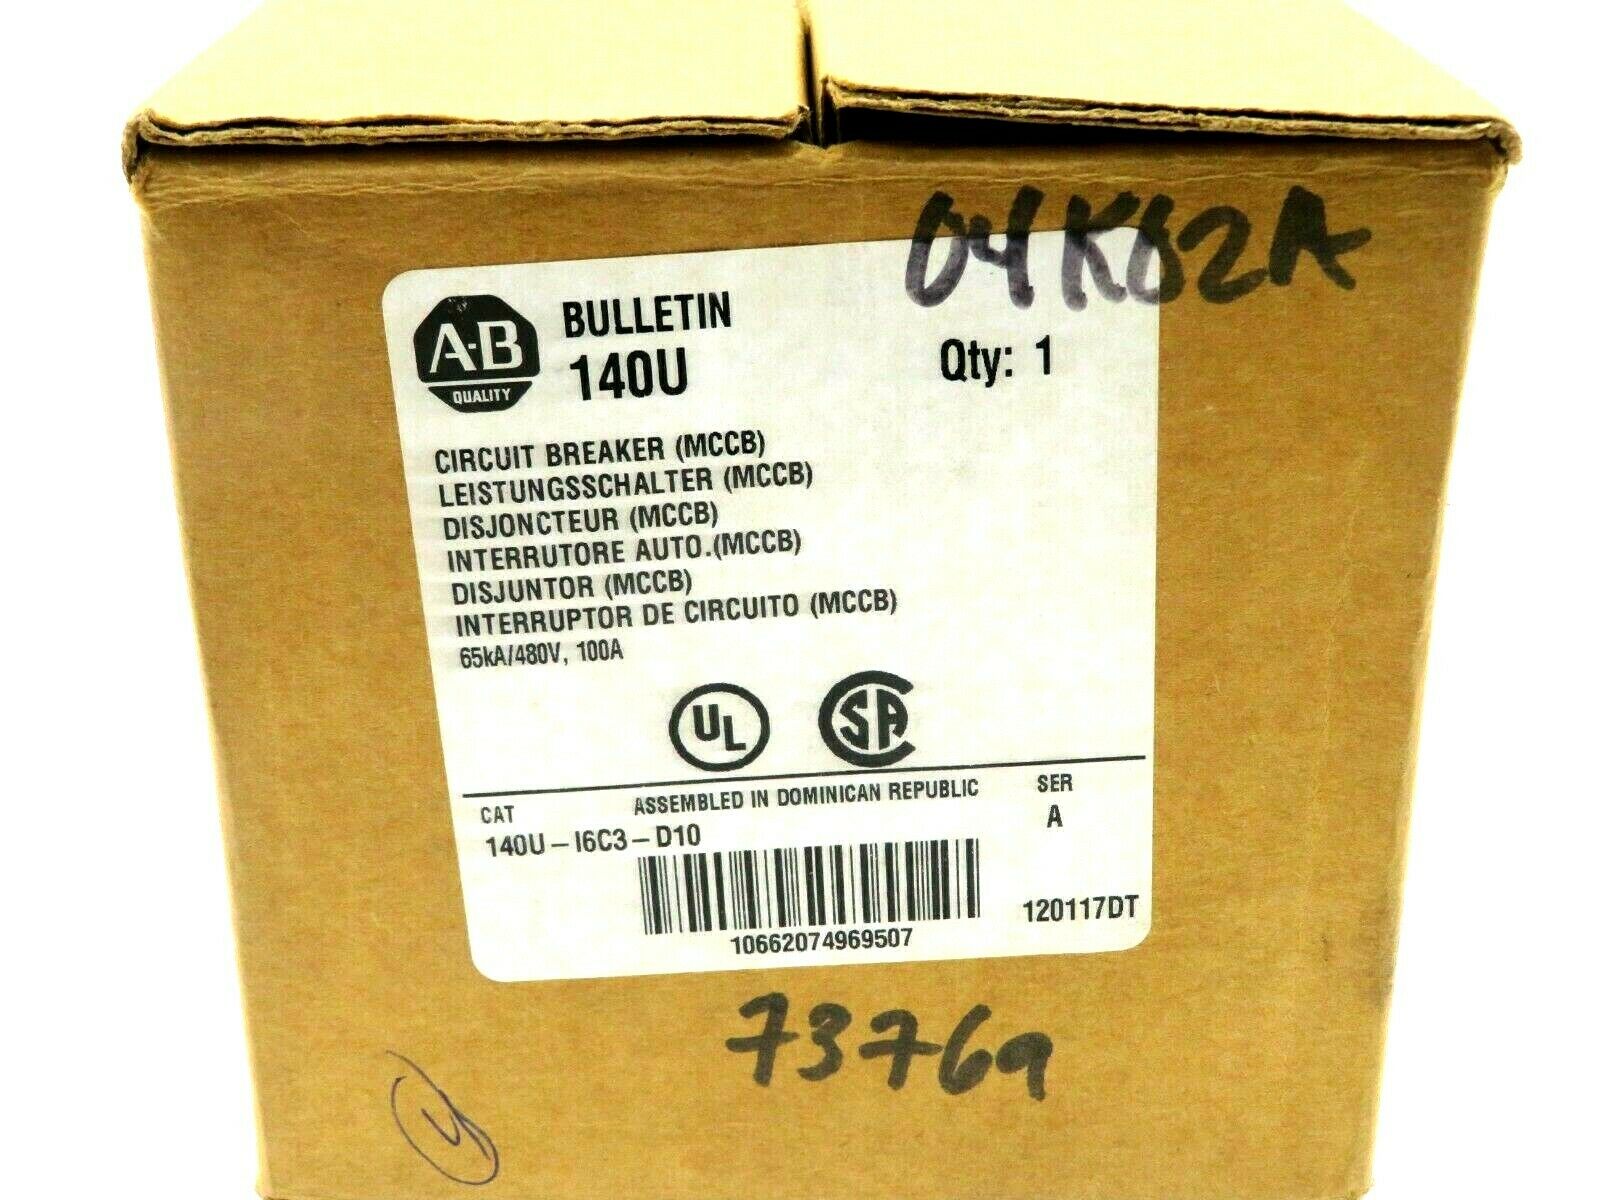 04K02A
A-B
QUALITY
BULLETIN
140U
Qty: 1
CIRCUIT BREAKER (MCCB)
LEISTUNGSSCHALTER (MCCB)
DISJONCTEUR (MCCB)
INTERRUTORE AUTO.(MCCB)
DISJUNTOR (MCCB)
INTERRUPTOR DE CIRCUITO (MCCB)
65kA/480V, 100A
UL
CSA
CAT
ASSEMBLED IN DOMINICAN REPUBLIC
SER
140U-I6C3-D10
A
120117DT
10662074969507
73769